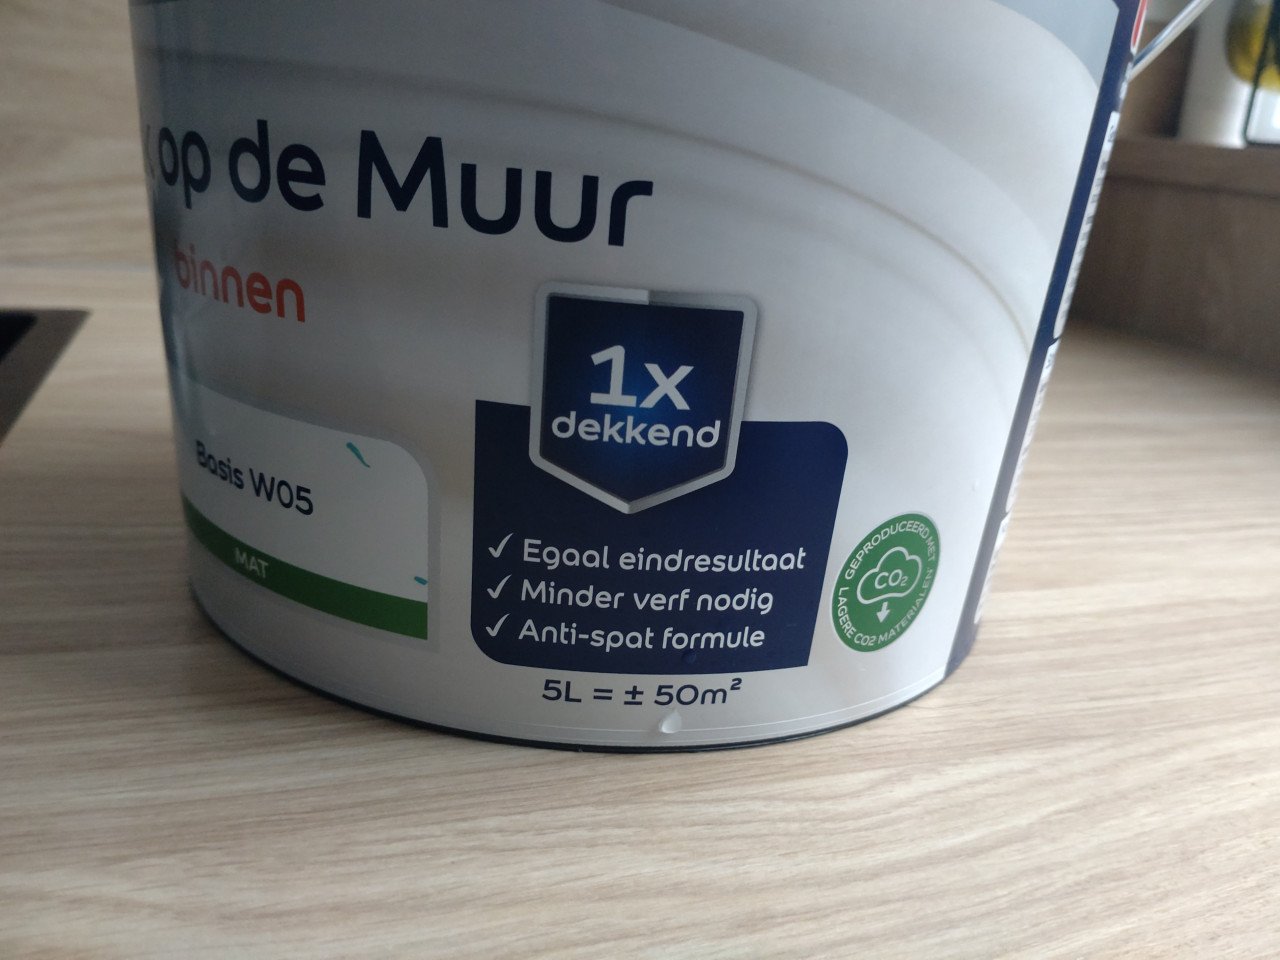 op de Muur
binnen
1x
dekkend
Basis W05
MAT
✓ Egaal eindresultaat
✓ Minder verf nodig
✓ Anti-spat formule
5L = ± 50m²
GEPRODUCEERD MET
CO₂
LAGERE CO2 MATERIALEN